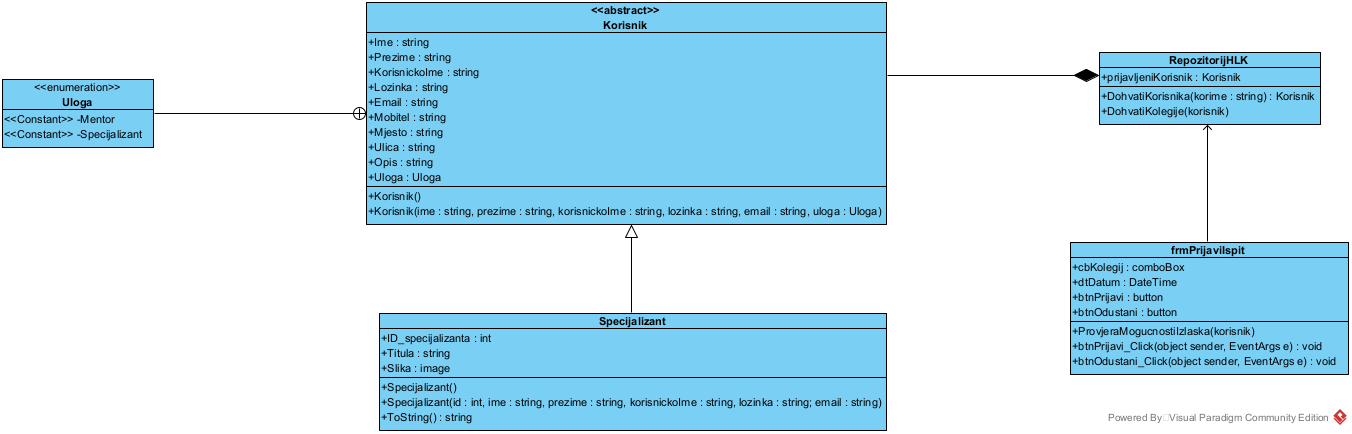 <<enumeration>>
Uloga
<<Constant>> -Mentor
<<Constant>> -Specijalizant
<<abstract>>
Korisnik
+Ime : string
+Prezime : string
+KorisnickoIme : string
+Lozinka : string
+Email : string
+Mobitel : string
+Mjesto : string
+Ulica : string
+Opis : string
+Uloga : Uloga
+Korisnik()
+Korisnik(ime : string, prezime : string, korisnickoIme : string, lozinka : string, email : string, uloga : Uloga)
RepozitorijHLK
+prijavljeniKorisnik : Korisnik
+DohvatiKorisnika(korime : string) : Korisnik
+DohvatiKolegije(korisnik)
frmPrijaviIspit
+cbKolegij : comboBox
+dtDatum : DateTime
+btnPrijavi : button
+btnOdustani : button
+ProvjeraMogucnostiIzlaska(korisnik)
+btnPrijavi_Click(object sender, EventArgs e) : void
+btnOdustani_Click(object sender, EventArgs e) : void
Specijalizant
+ID_specijalizanta : int
+Titula : string
+Slika : image
+Specijalizant()
+Specijalizant(id : int, ime : string, prezime : string, korisnickoIme : string, lozinka : string; email : string)
+ToString() : string
Powered By Visual Paradigm Community Edition